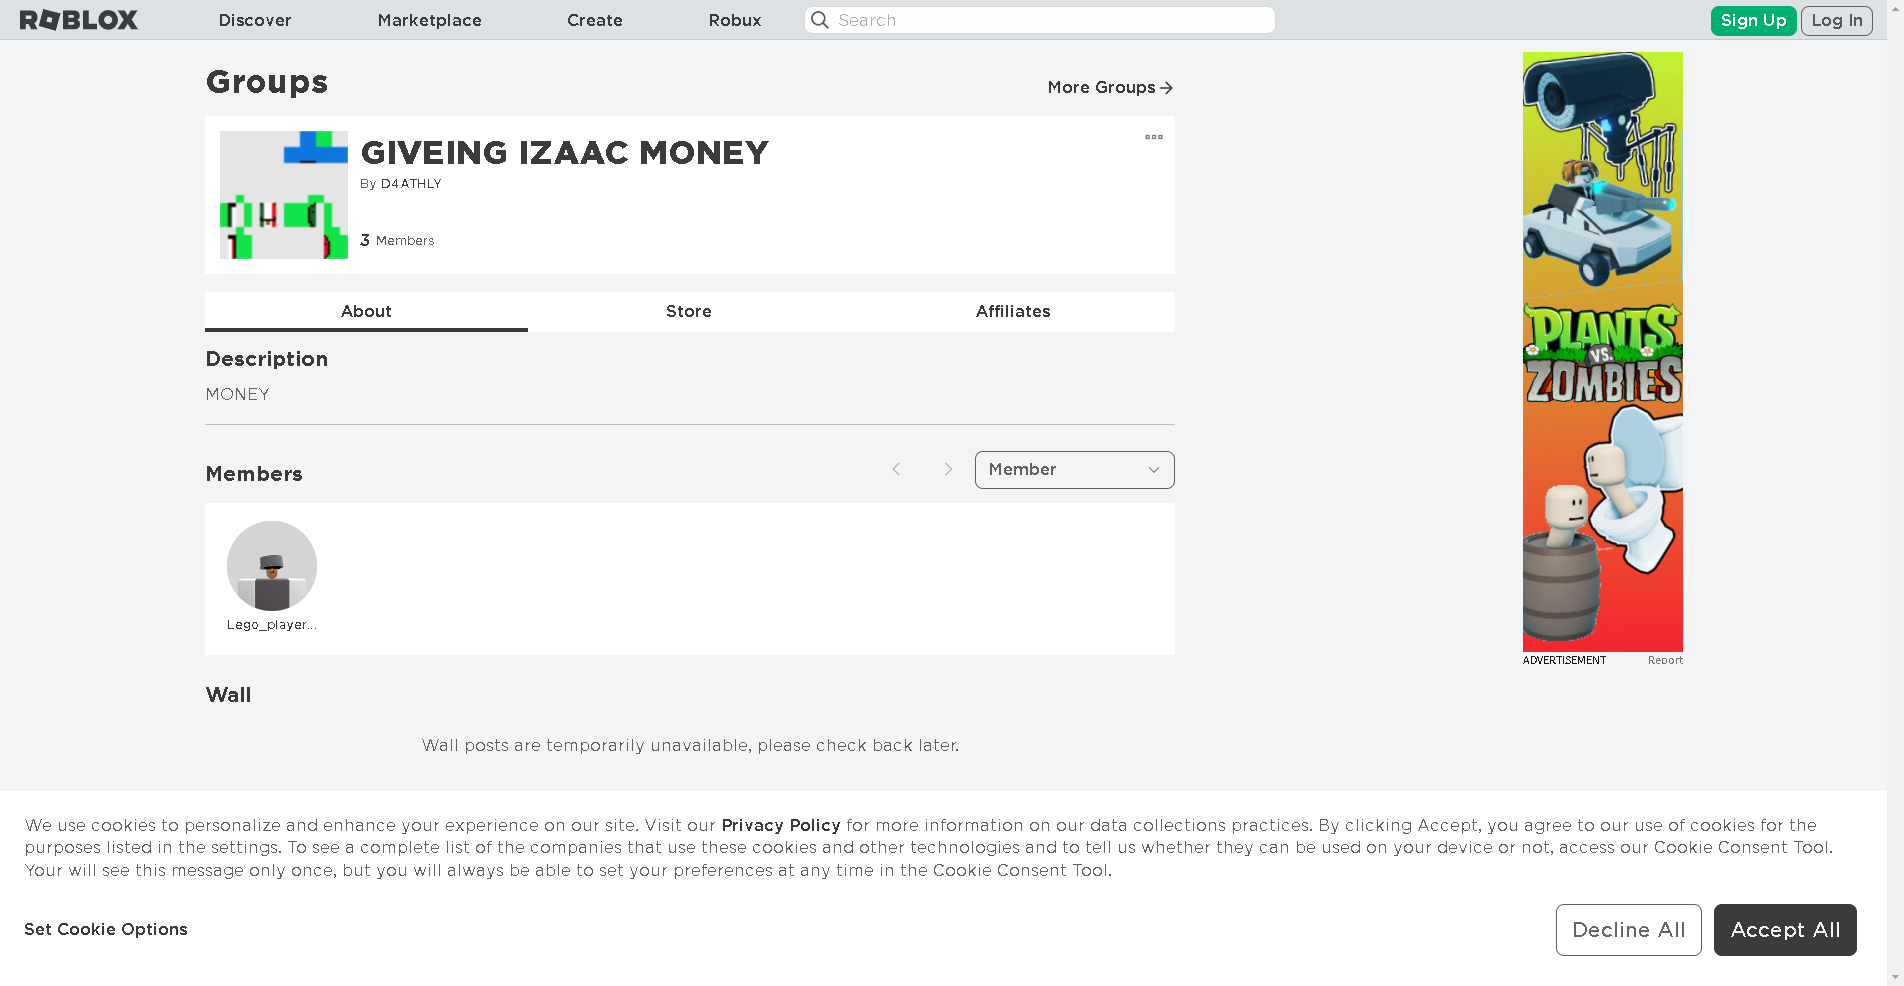 ROBLOX
Discover
Marketplace
Create
Robux
Search
Sign Up
Log In
Groups
More Groups
GIVEING IZAAC MONEY
By D4ATHLY
3 Members
About
Store
Affiliates
Description
MONEY
Members
Member
Lego_player...
Wall
Wall posts are temporarily unavailable, please check back later.
PLANTS
VS.
ZOMBIES
ADVERTISEMENT
Report
We use cookies to personalize and enhance your experience on our site. Visit our Privacy Policy for more information on our data collections practices. By clicking Accept, you agree to our use of cookies for the
purposes listed in the settings. To see a complete list of the companies that use these cookies and other technologies and to tell us whether they can be used on your device or not, access our Cookie Consent Tool.
Your will see this message only once, but you will always be able to set your preferences at any time in the Cookie Consent Tool.
Set Cookie Options
Decline All
Accept All